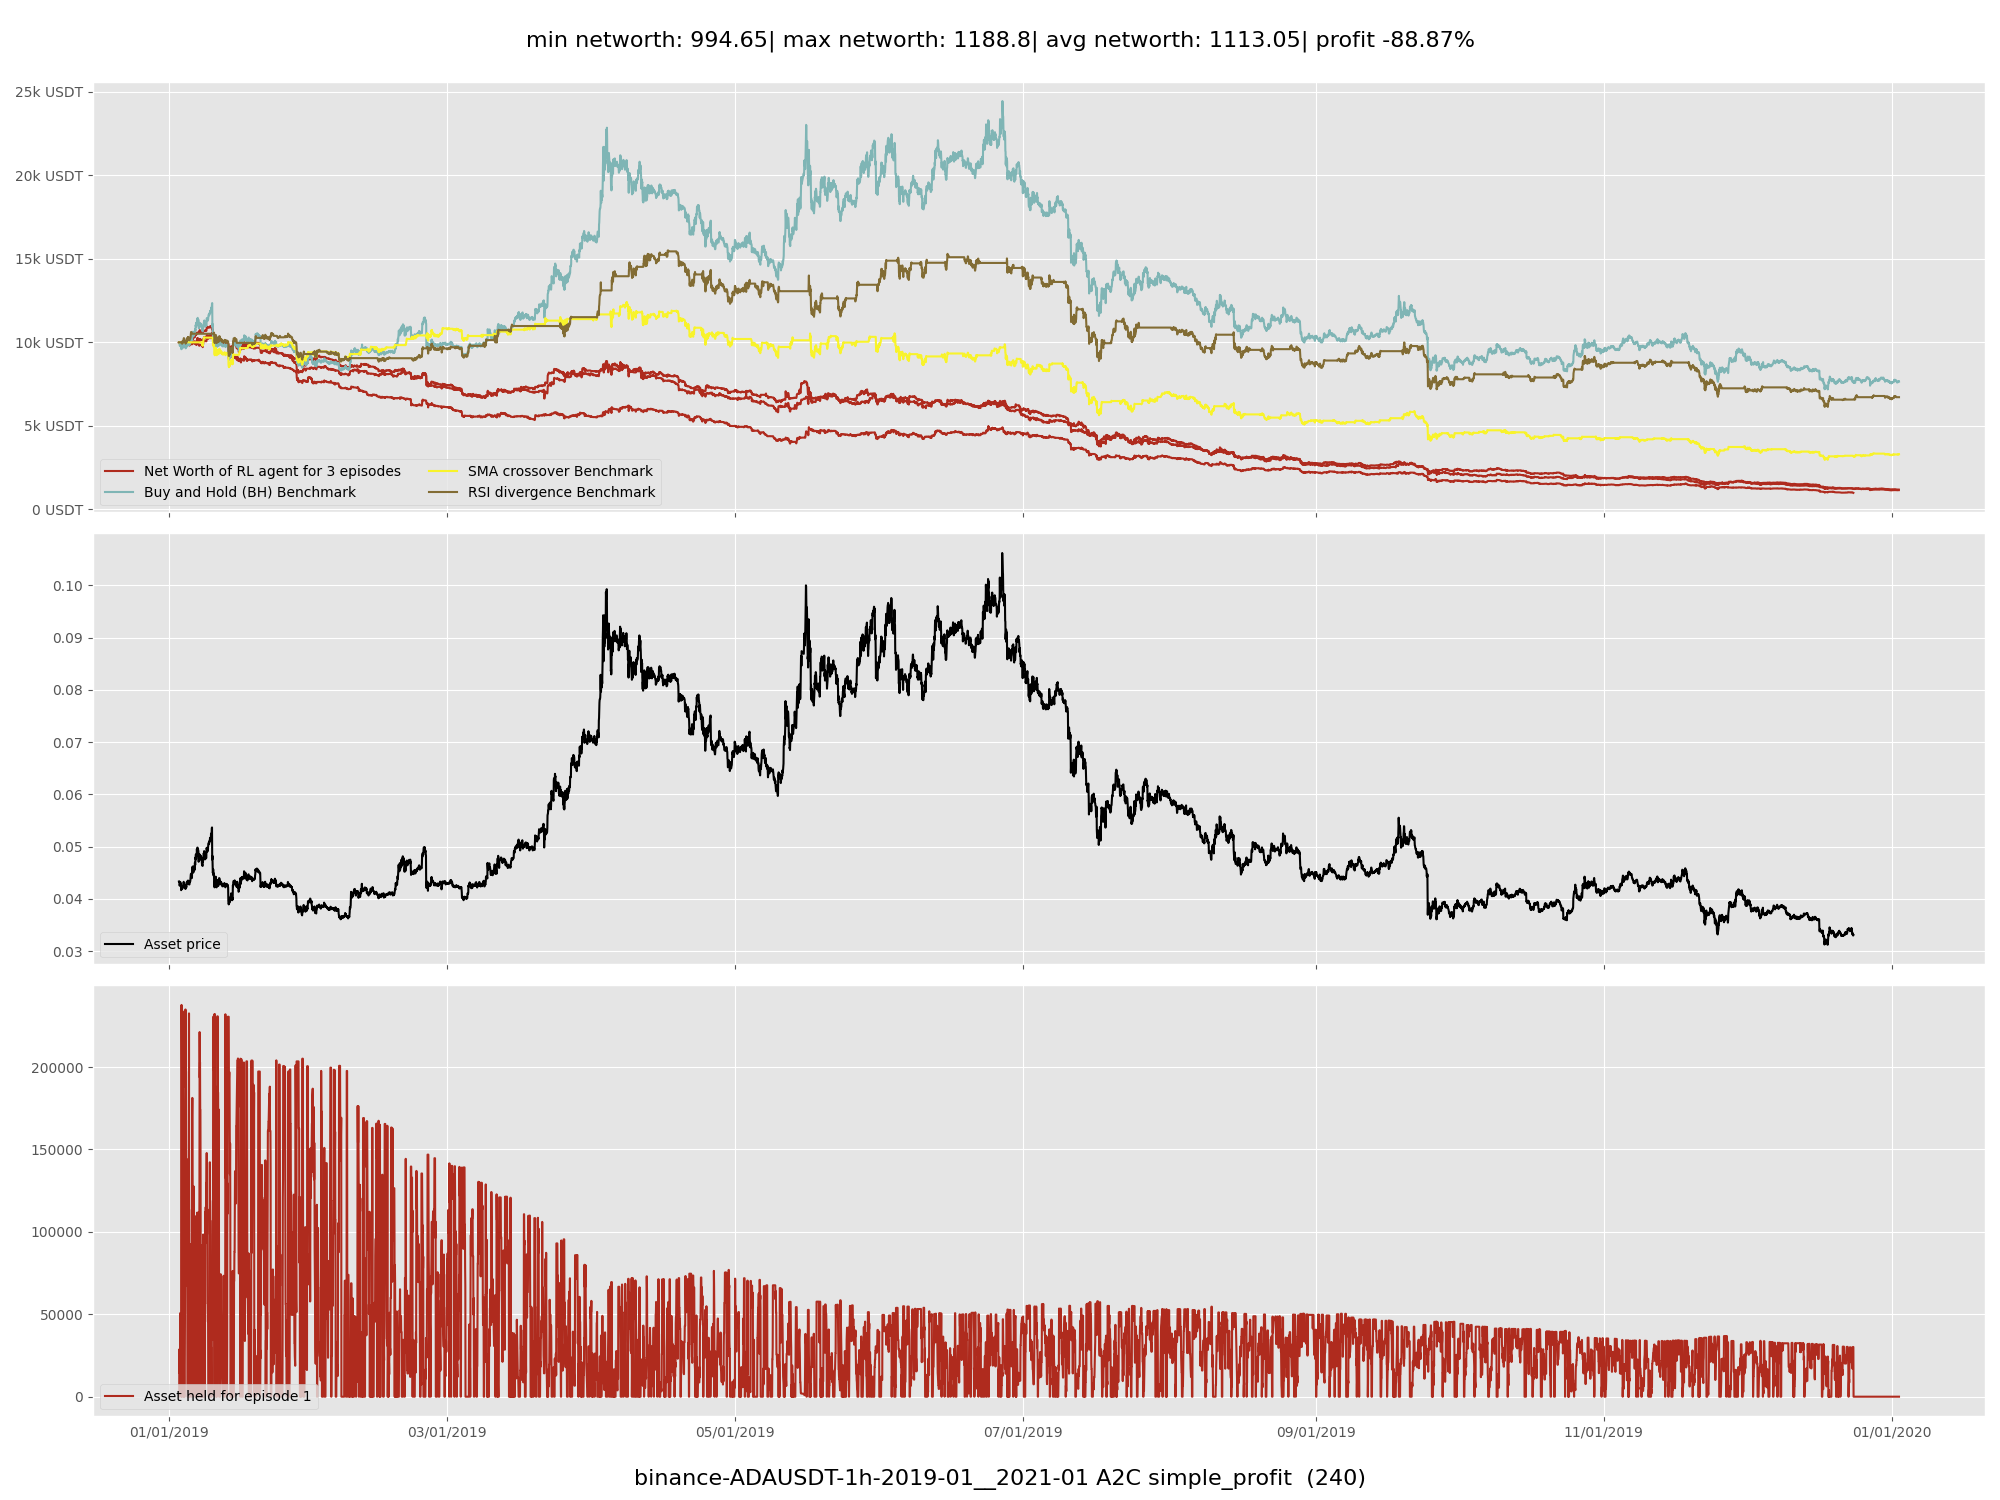 min networth: 994.65| max networth: 1188.8| avg networth: 1113.05| profit -88.87%
25k USDT
20k USDT
15k USDT
10k USDT
5k USDT
0 USDT
Net Worth of RL agent for 3 episodes
Buy and Hold (BH) Benchmark
SMA crossover Benchmark
RSI divergence Benchmark
0.10
0.09
0.08
0.07
0.06
0.05
0.04
0.03
Asset price
200000
150000
100000
50000
0
Asset held for episode 1
01/01/2019 03/01/2019 05/01/2019 07/01/2019 09/01/2019 11/01/2019 01/01/2020
binance-ADAUSDT-1h-2019-01__2021-01 A2C simple_profit  (240)